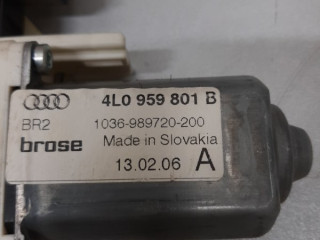 4L0 959 801 B
BR2 1036-989720-200
brose Made in Slovakia
13.02.06 A